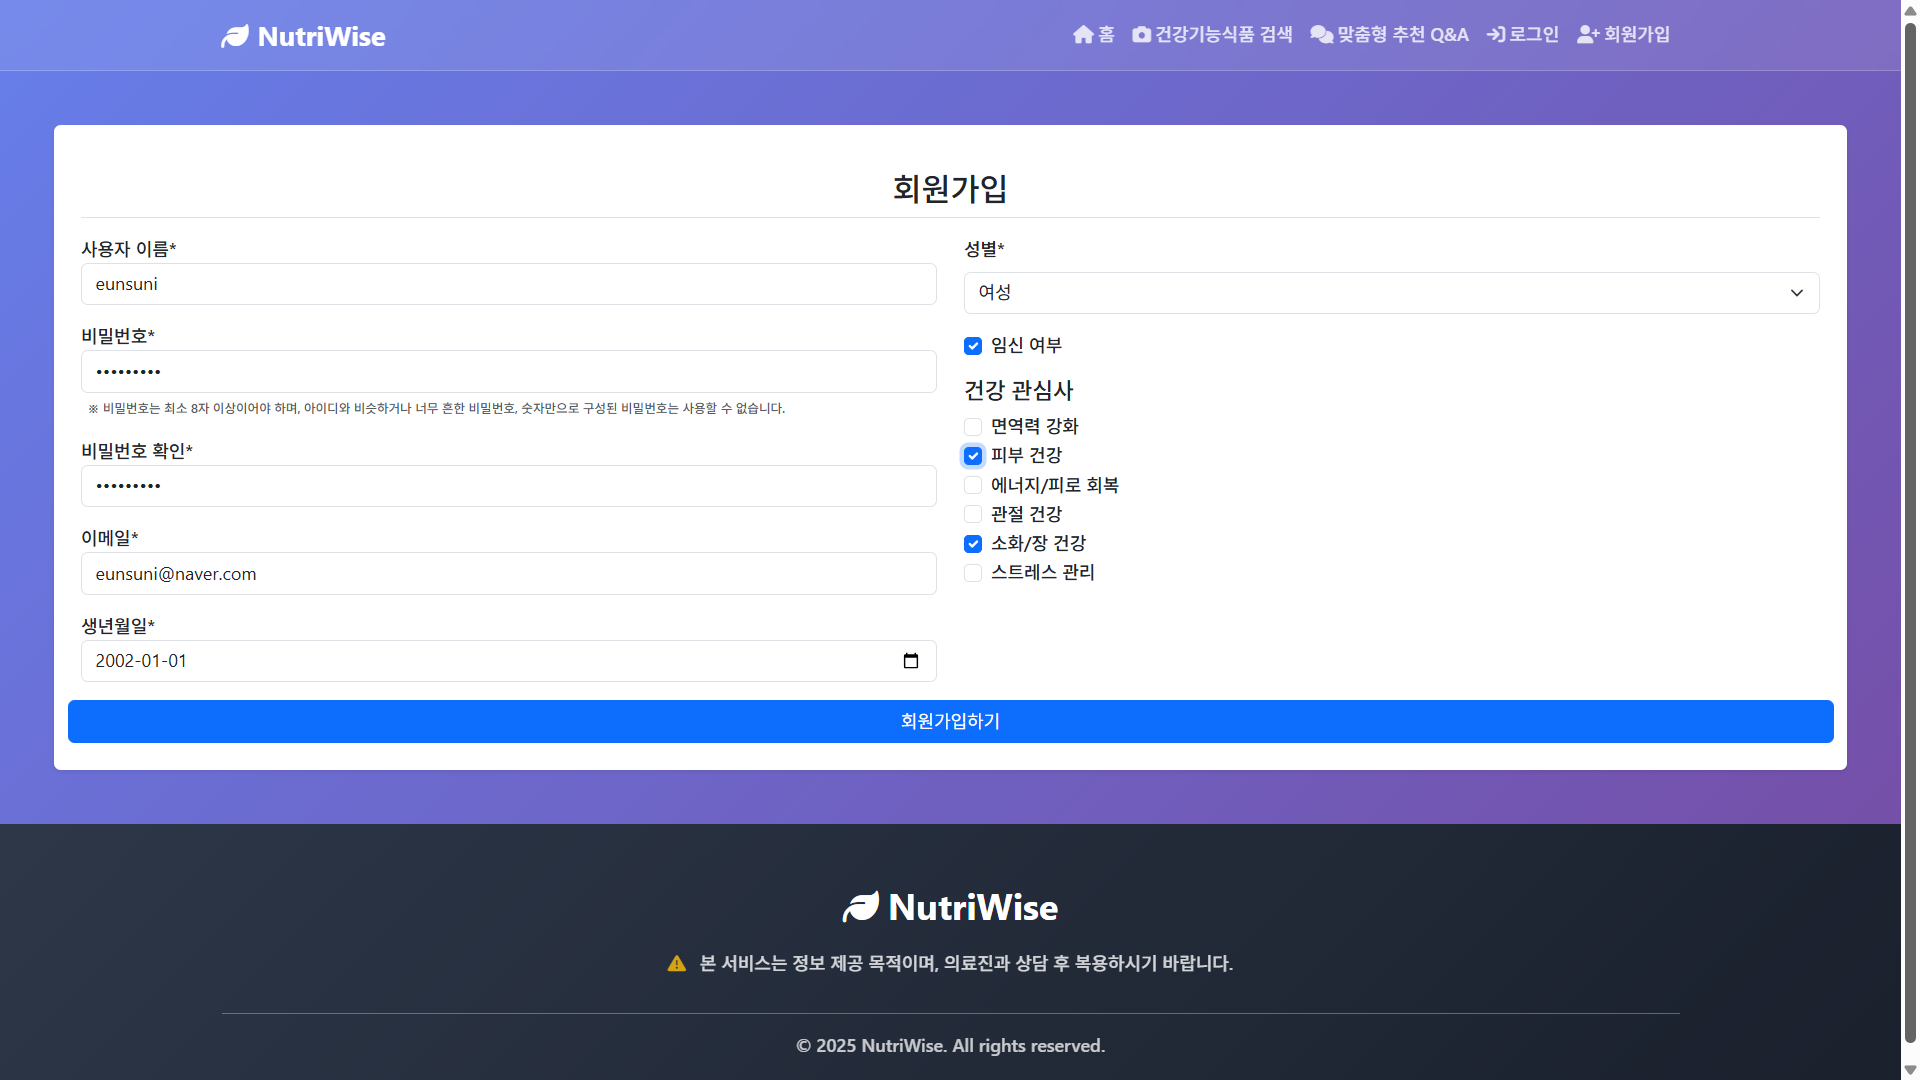 NutriWise
홈 건강기능식품 검색 맞춤형 추천 Q&A 로그인 회원가입
회원가입
사용자 이름*
eunsuni
비밀번호*
•••••••••
※ 비밀번호는 최소 8자 이상이어야 하며, 아이디와 비슷하거나 너무 흔한 비밀번호, 숫자만으로 구성된 비밀번호는 사용할 수 없습니다.
비밀번호 확인*
•••••••••
이메일*
eunsuni@naver.com
생년월일*
2002-01-01
성별*
여성
임신 여부
건강 관심사
면역력 강화
피부 건강
에너지/피로 회복
관절 건강
소화/장 건강
스트레스 관리
회원가입하기
NutriWise
본 서비스는 정보 제공 목적이며, 의료진과 상담 후 복용하시기 바랍니다.
© 2025 NutriWise. All rights reserved.